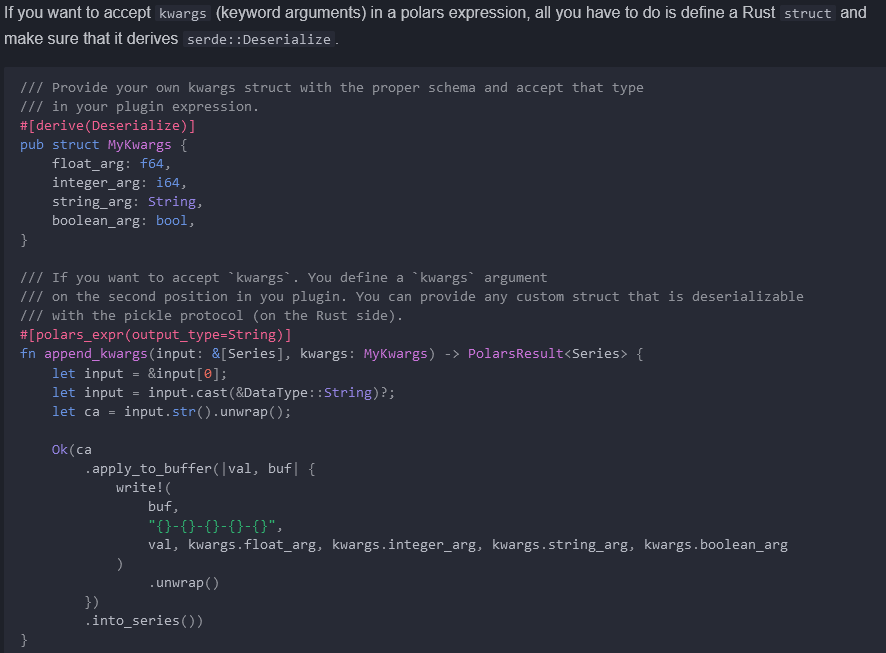 If you want to accept kwargs (keyword arguments) in a polars expression, all you have to do is define a Rust struct and
make sure that it derives serde::Deserialize.
/// Provide your own kwargs struct with the proper schema and accept that type
/// in your plugin expression.
#[derive(Deserialize)]
pub struct MyKwargs {
    float_arg: f64,
    integer_arg: i64,
    string_arg: String,
    boolean_arg: bool,
}

/// If you want to accept `kwargs`. You define a `kwargs` argument
/// on the second position in you plugin. You can provide any custom struct that is deserializable
/// with the pickle protocol (on the Rust side).
#[polars_expr(output_type=String)]
fn append_kwargs(input: &[Series], kwargs: MyKwargs) -> PolarsResult<Series> {
    let input = &input[0];
    let input = input.cast(&DataType::String)?;
    let ca = input.str().unwrap();

    Ok(ca
        .apply_to_buffer(|val, buf| {
            write!(
                buf,
                "{}-{}-{}-{}-{}",
                val, kwargs.float_arg, kwargs.integer_arg, kwargs.string_arg, kwargs.boolean_arg
            )
                .unwrap()
        })
        .into_series())
}